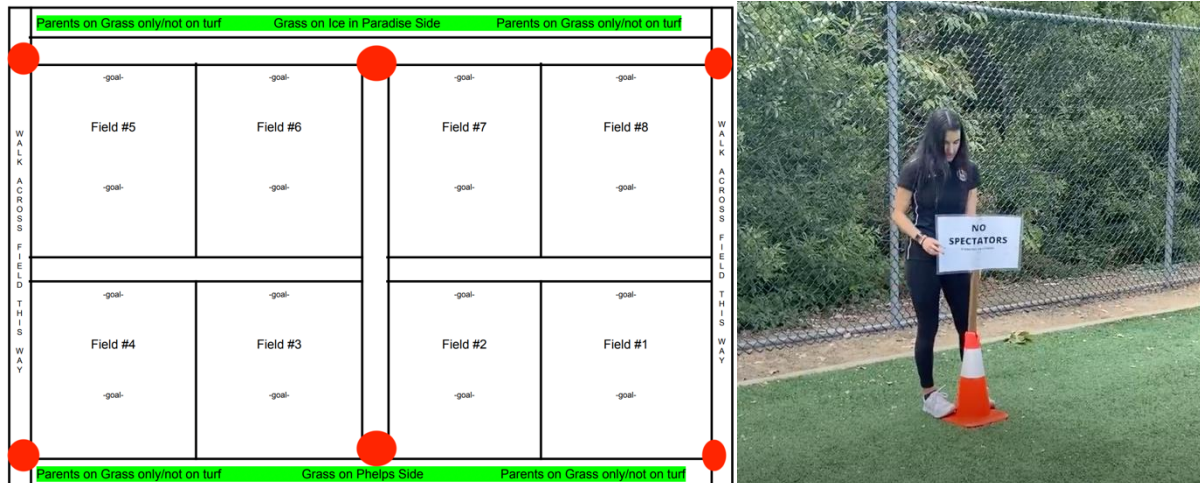 Parents on Grass only/not on turf Grass on Ice in Paradise Side Parents on Grass only/not on turf
-goal- -goal- -goal- -goal-
Field #5 Field #6 Field #7 Field #8
-goal- -goal- -goal- -goal-
WALK ACROSS FIELD THIS WAY
WALK ACROSS FIELD THIS WAY
-goal- -goal- -goal- -goal-
Field #4 Field #3 Field #2 Field #1
-goal- -goal- -goal- -goal-
Parents on Grass only/not on turf Grass on Phelps Side Parents on Grass only/not on turf
NO
SPECTATORS